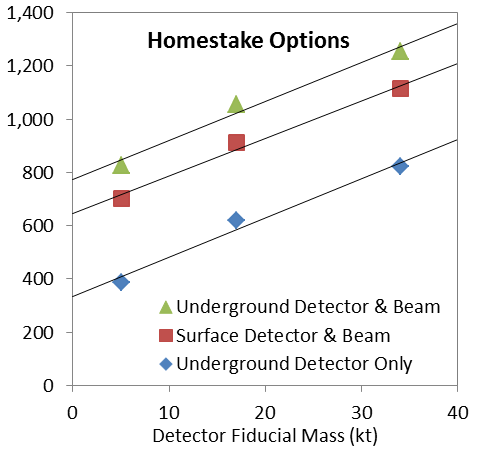 Homestake Options
1,400
1,200
1,000
800
600
400
200
0
Underground Detector & Beam
Surface Detector & Beam
Underground Detector Only
0 10 20 30 40
Detector Fiducial Mass (kt)